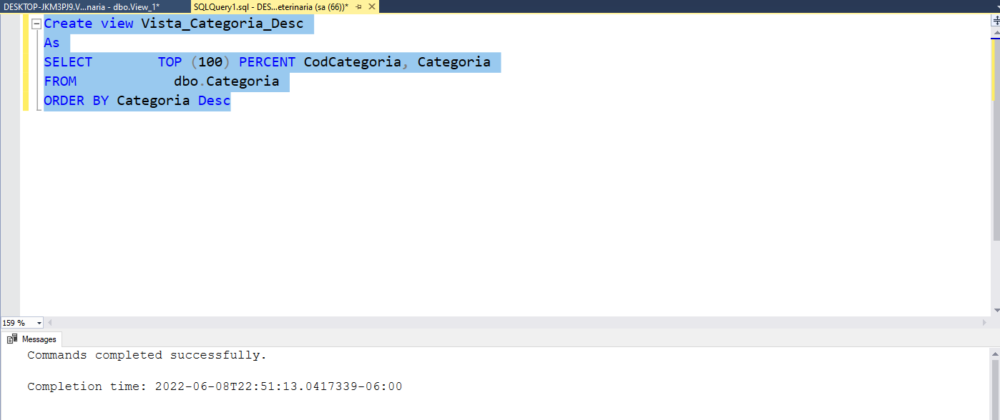 DESKTOP-JKM3PJ9.V...naria - dbo.View_1*
SQLQuery1.sql - DES...eterinaria (sa (66))*
Create view Vista_Categoria_Desc
As
SELECT        TOP (100) PERCENT CodCategoria, Categoria
FROM            dbo.Categoria
ORDER BY Categoria Desc
159 %
Messages
Commands completed successfully.
Completion time: 2022-06-08T22:51:13.0417339-06:00